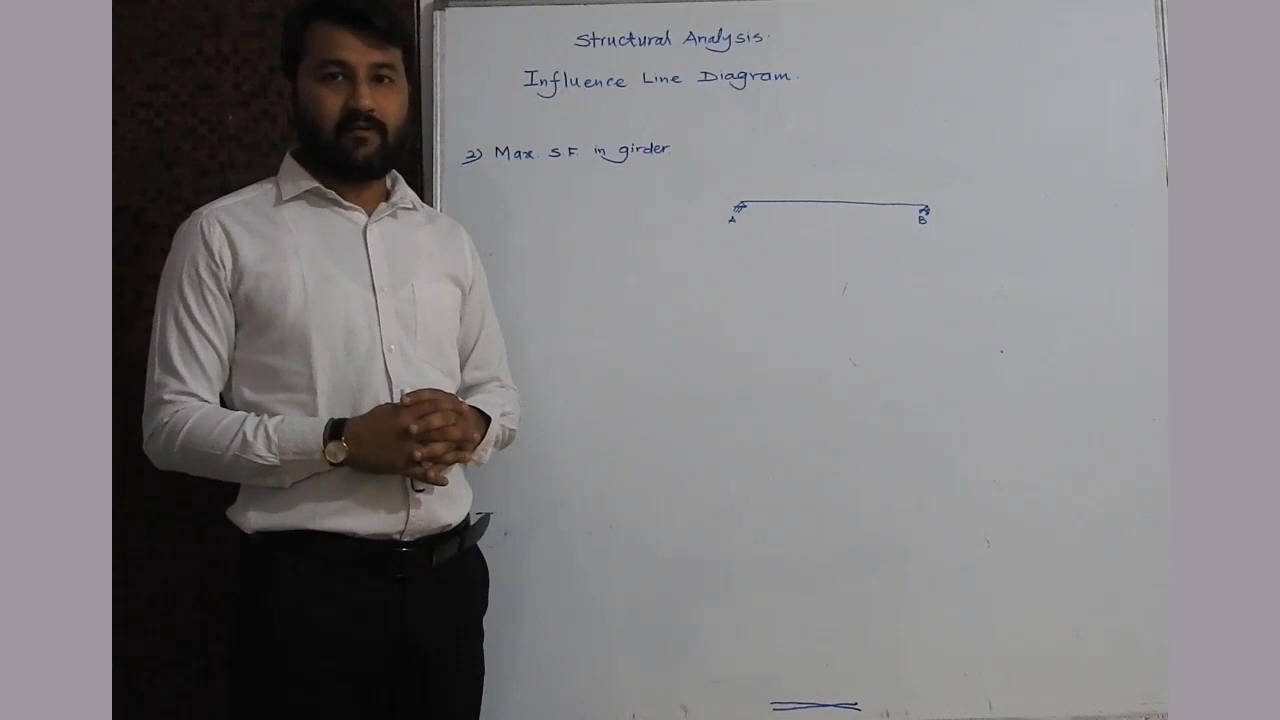 Structural Analysis.
Influence Line Diagram.
2) Max. S.F. in girder
A B